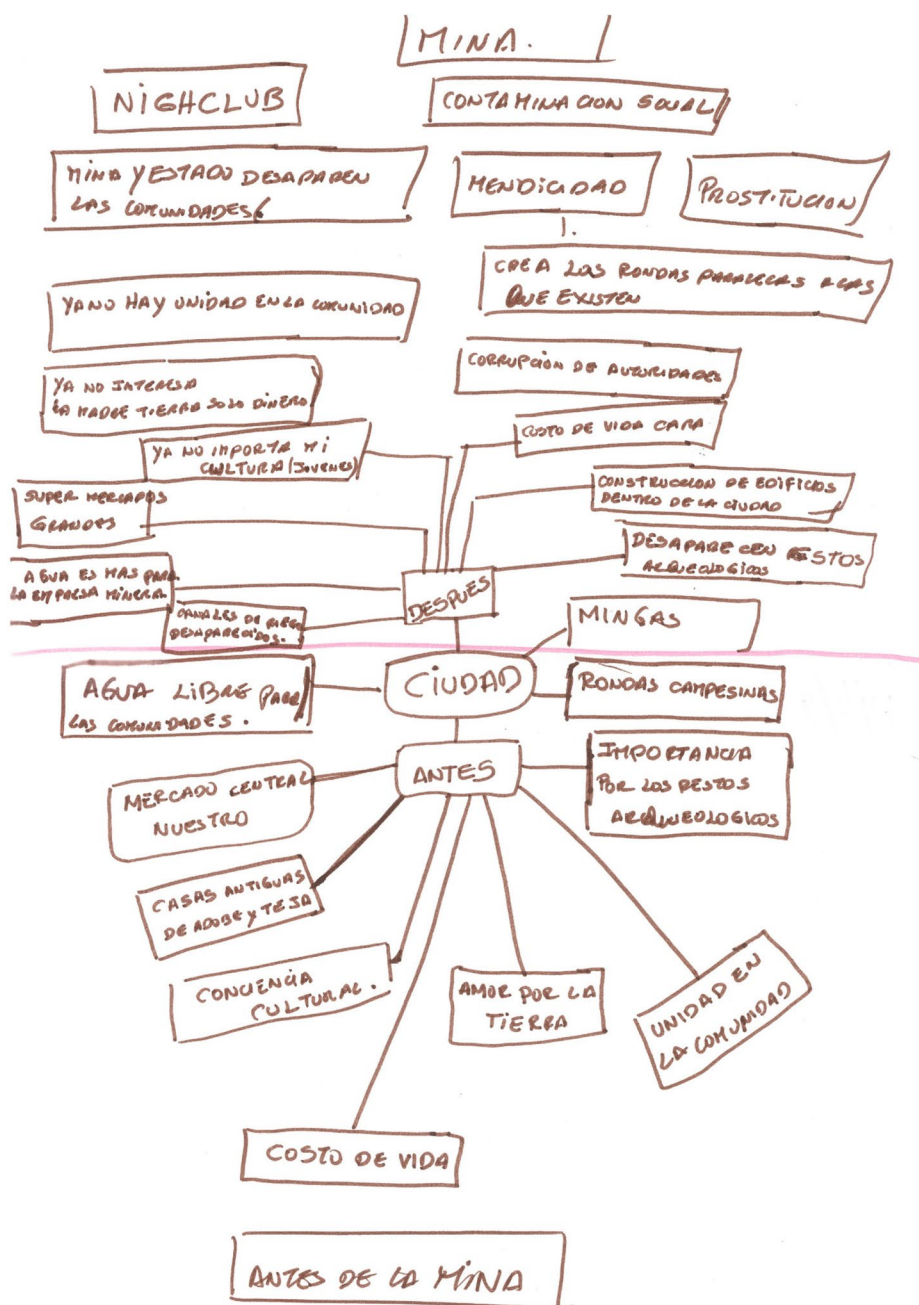 MINA.
NIGHCLUB
CONTAMINACION SOCIAL
MINA Y ESTADO DESAPAREN
LAS COMUNIDADES
MENDICIDAD
PROSTITUCION
1.
CREA LOS RONDAS PARALELAS A LAS
QUE EXISTEN
YA NO HAY UNIDAD EN LA COMUNIDAD
CORRUPCIÓN DE AUTORIDADES
YA NO INTERESA
LA MADRE TIERRA SOLO DINERO
COSTO DE VIDA CARA
YA NO IMPORTA MI
CULTURA (JOVENES)
SUPER MERCADOS
GRANDES
CONSTRUCCION DE EDIFICIOS
DENTRO DE LA CIUDAD
DESAPARECEN RESTOS
ARQUEOLOGICOS
AGUA ES MAS PARA
LA EMPRESA MINERA
DESPUES
CANALES DE RIEGO
DESAPARECIDOS.
MINGAS
CIUDAD
AGUA LIBRE PARA
LAS COMUNIDADES.
RONDAS CAMPESINAS
ANTES
IMPORTANCIA
POR LOS RESTOS
ARQUEOLOGICOS
MERCADO CENTRAL
NUESTRO
CASAS ANTIGUAS
DE ADOBE Y TEJA
CONCIENCIA
CULTURAL.
AMOR POR LA
TIERRA
UNIDAD EN
LA COMUNIDAD
COSTO DE VIDA
ANTES DE LA MINA